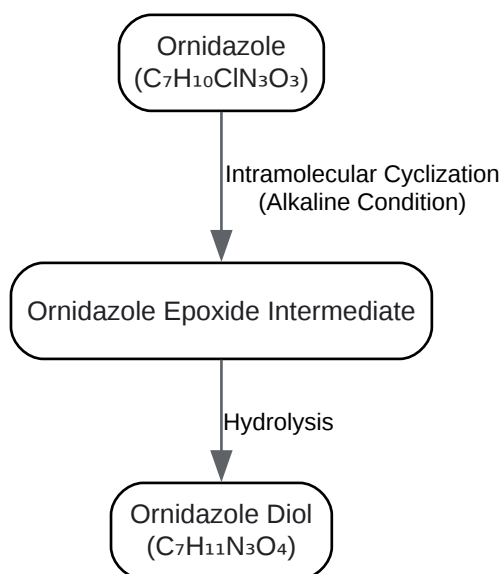 Ornidazole
(C₇H₁₀ClN₃O₃)
Intramolecular Cyclization
(Alkaline Condition)
Ornidazole Epoxide Intermediate
Hydrolysis
Ornidazole Diol
(C₇H₁₁N₃O₄)